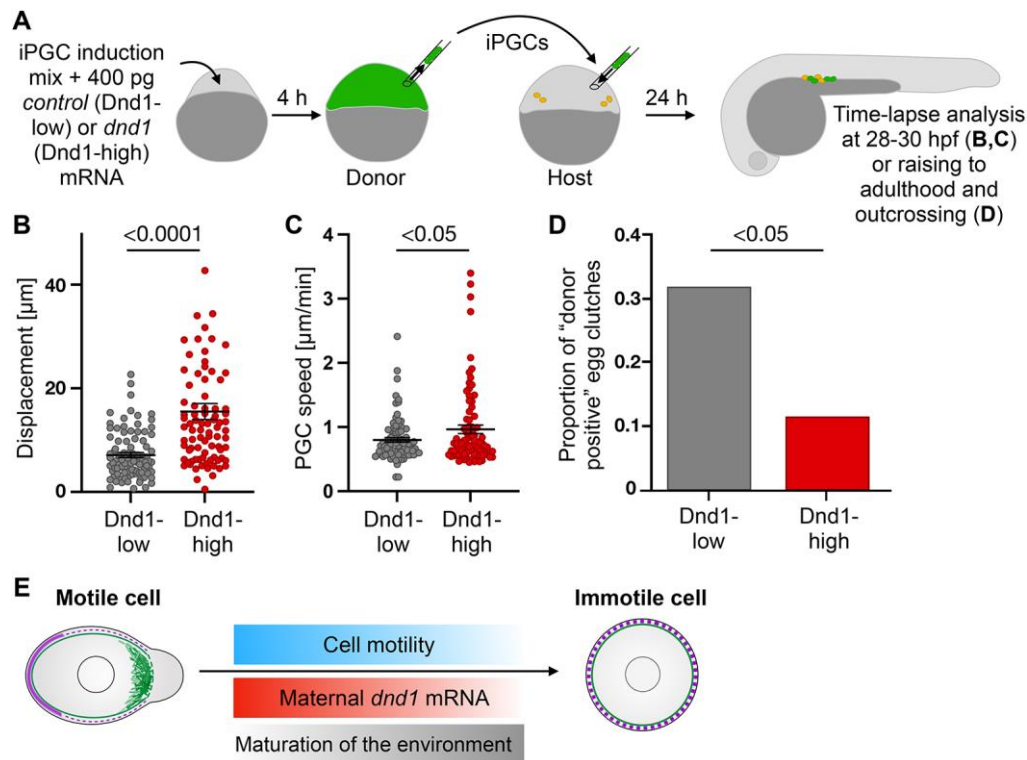 A
iPGC induction
mix + 400 pg
control (Dnd1-
low) or dnd1
(Dnd1-high)
mRNA
4 h
Donor
iPGCs
Host
24 h
Time-lapse analysis
at 28-30 hpf (B,C)
or raising to
adulthood and
outcrossing (D)
B
<0.0001
Displacement [µm]
40
20
0
Dnd1-
low
Dnd1-
high
C
<0.05
PGC speed [µm/min]
4
3
2
1
0
Dnd1-
low
Dnd1-
high
D
<0.05
Proportion of “donor
positive” egg clutches
0.4
0.3
0.2
0.1
0
Dnd1-
low
Dnd1-
high
E
Motile cell
Immotile cell
Cell motility
Maternal dnd1 mRNA
Maturation of the environment